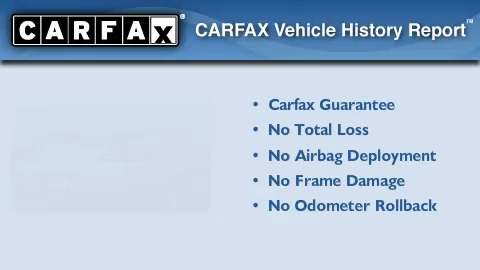 CARFAX® CARFAX Vehicle History Report™
• Carfax Guarantee
• No Total Loss
• No Airbag Deployment
• No Frame Damage
• No Odometer Rollback